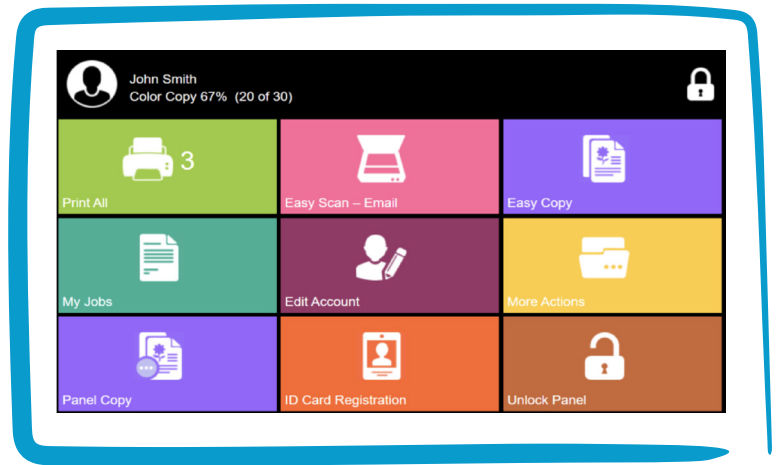 John Smith
Color Copy 67% (20 of 30)
3
Print All
Easy Scan – Email
Easy Copy
My Jobs
Edit Account
More Actions
Panel Copy
ID Card Registration
Unlock Panel